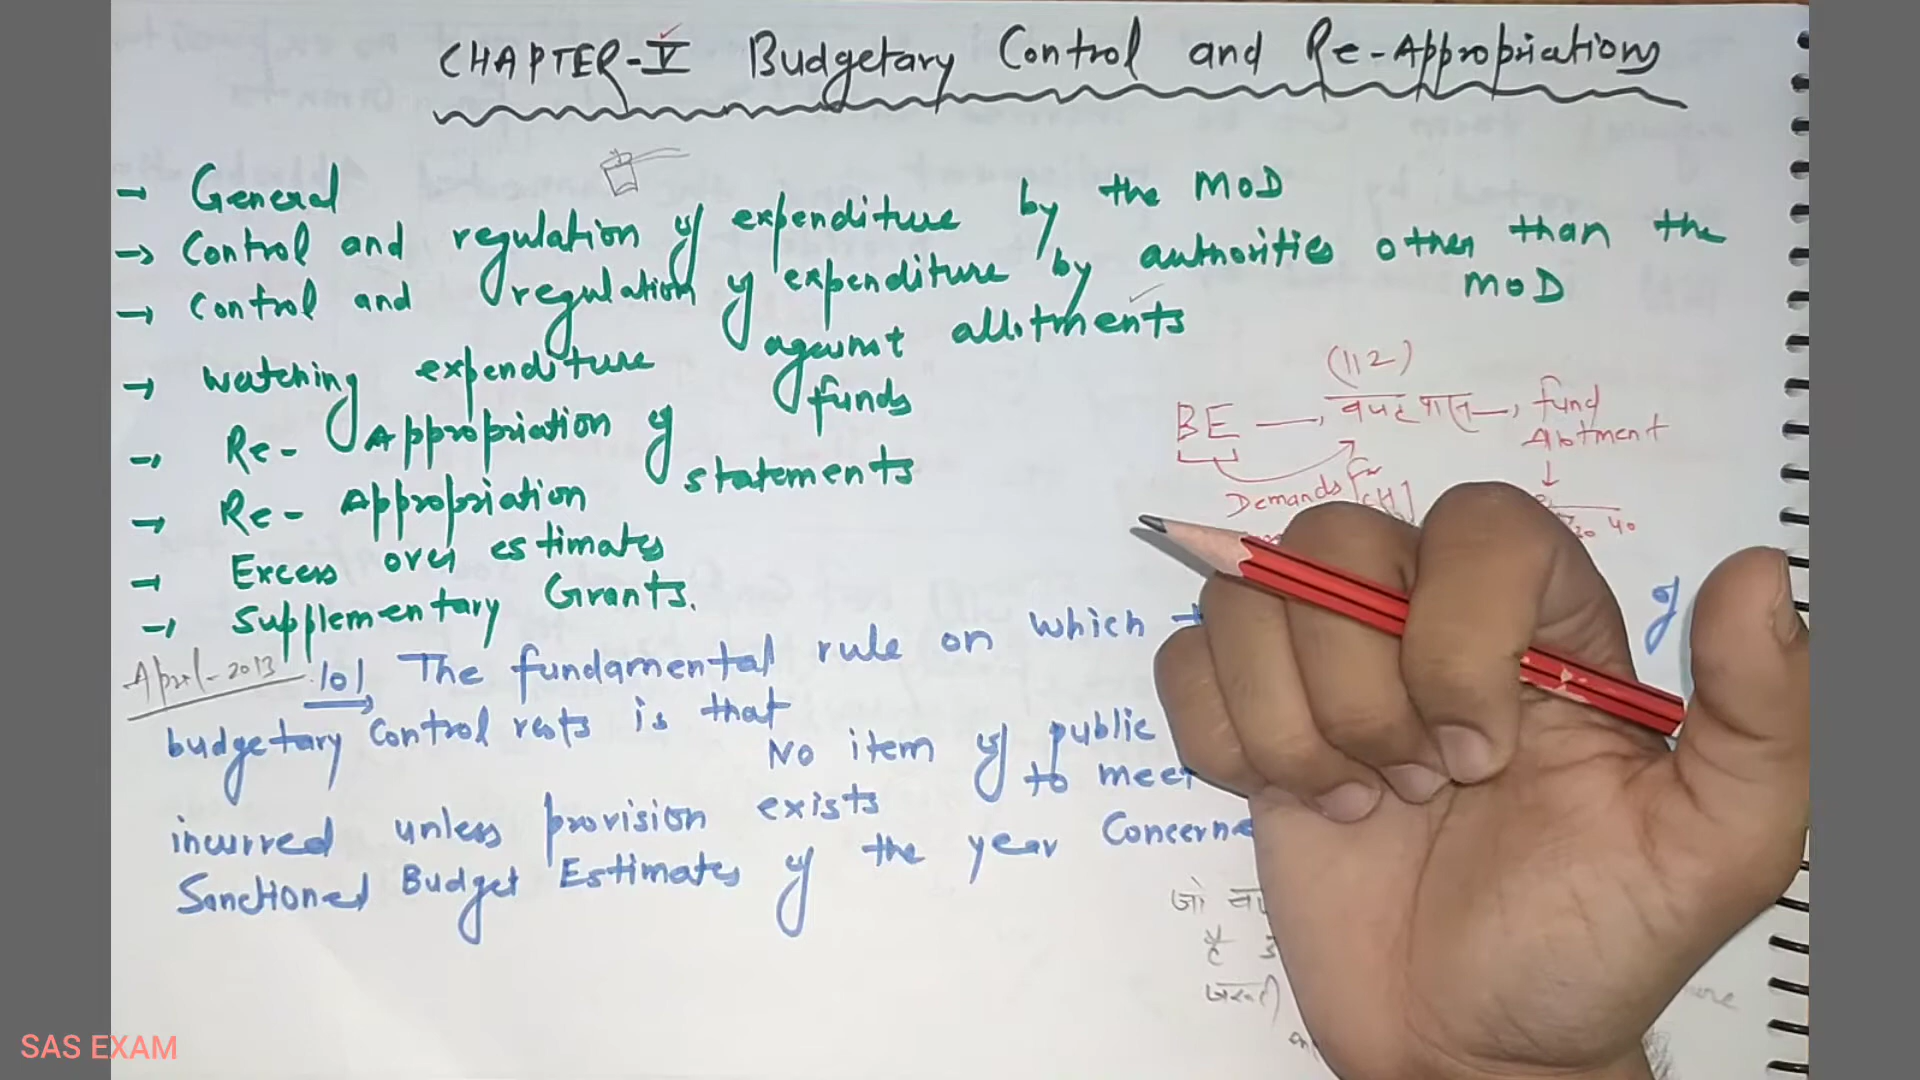 CHAPTER-V Budgetary Control and Re-Appropriations
→ General
→ Control and regulation of expenditure by the MoD
→ Control and regulation of expenditure by authorities other than the MoD
→ Watching expenditure against allotments
→ Re-Appropriation of funds
→ Re-Appropriation statements
→ Excess over estimates
→ Supplementary Grants.
(112)
BE → बजट पास → fund
Alotment
Demands for
20 40
April-2013 101 The fundamental rule on which of
budgetary control rests is that
No item of public
incurred unless provision exists to meet
Sanctioned Budget Estimates of the year
जो
है
SAS EXAM